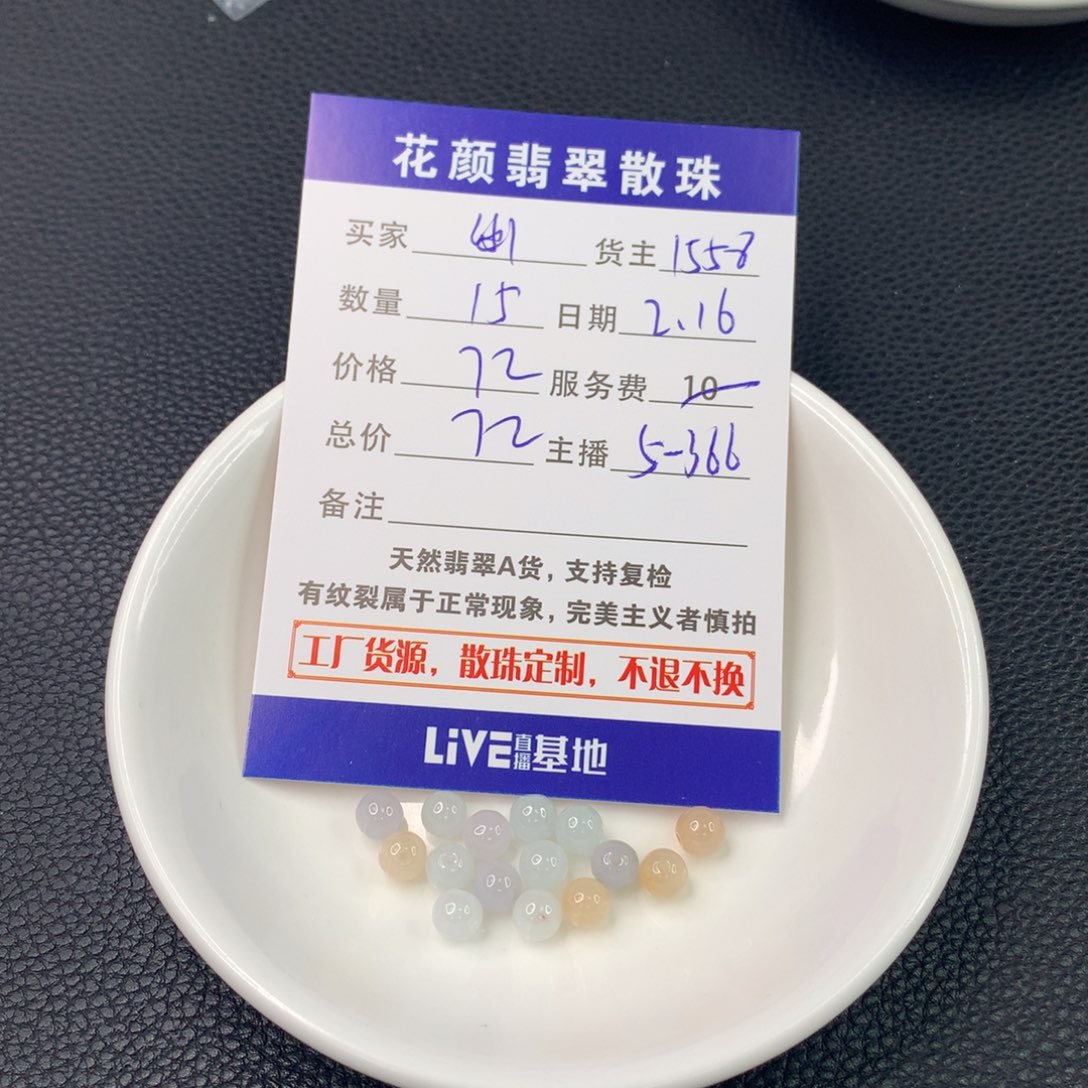 花颜翡翠散珠
买家 货主 1558
数量 15 日期 2.16
价格 72 服务费 10
总价 72 主播 5-366
备注
天然翡翠A货，支持复检
有纹裂属于正常现象，完美主义者慎拍
工厂货源，散珠定制，不退不换
LiVE直播基地